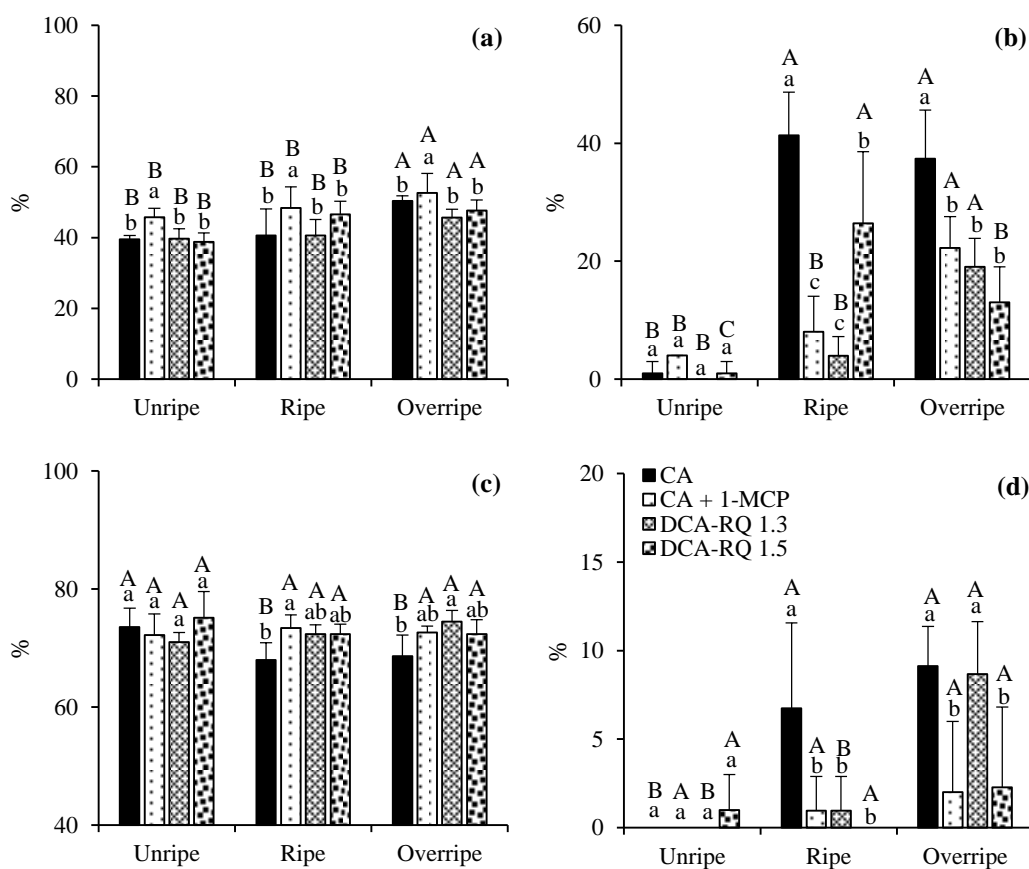 (a)
100
80
60
40
20
0
%
B B B B B B B B A A A A
b a b b b a b b b a b b
Unripe Ripe Overripe
(b)
60
40
20
0
%
B B B C A B B A A A A B
a a a a a c c b a b b b
Unripe Ripe Overripe
(c)
100
80
60
40
%
A A A A B A A A B A A A
a a a a b a ab ab b ab a ab
Unripe Ripe Overripe
(d)
20
15
10
5
0
%
CA
CA + 1-MCP
DCA-RQ 1.3
DCA-RQ 1.5
B A B A A A B A A A A A
a a a a a b b b a b a b
Unripe Ripe Overripe